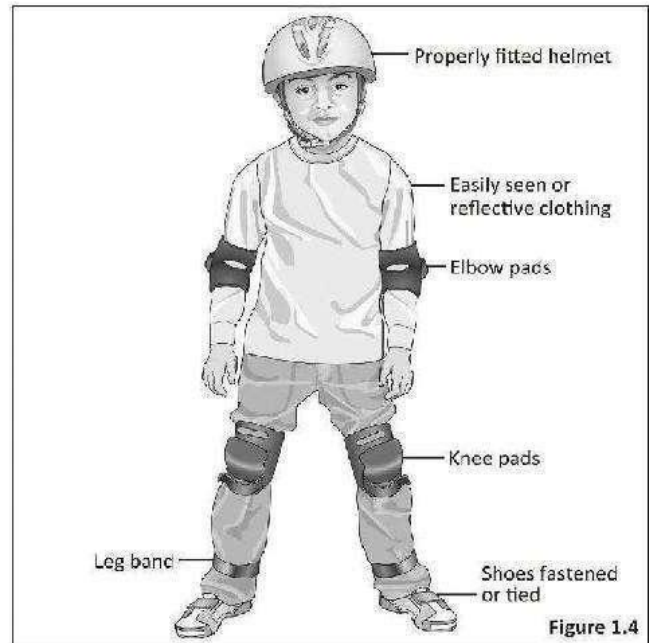 Properly fitted helmet
Easily seen or
reflective clothing
Elbow pads
Knee pads
Leg band
Shoes fastened
or tied
Figure 1.4